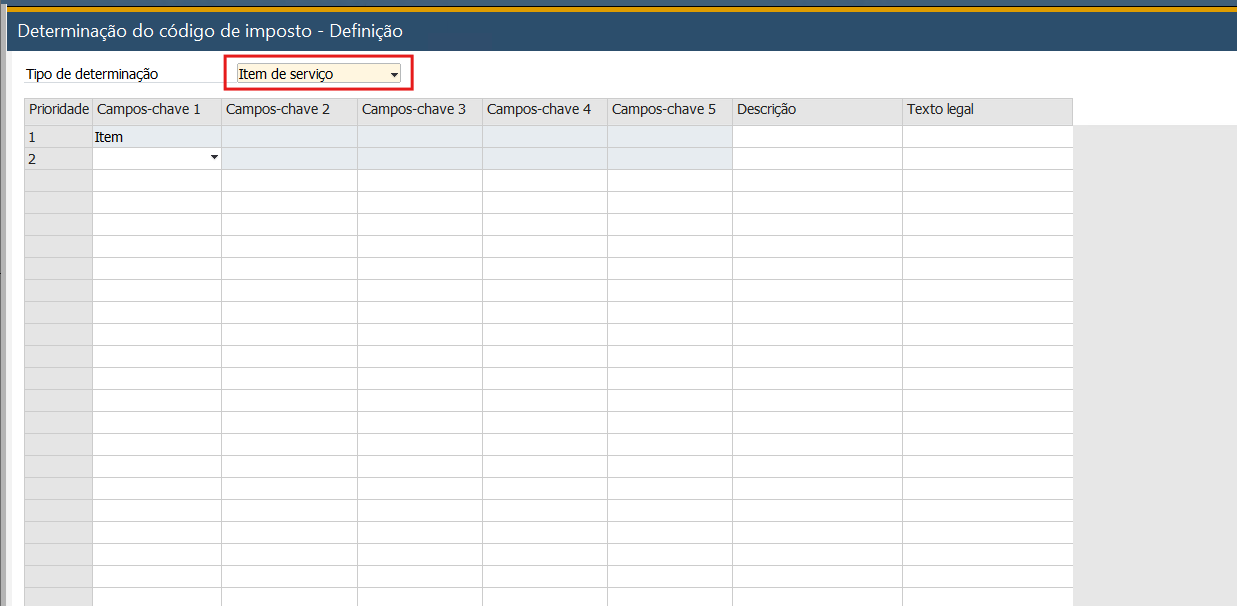 Determinação do código de imposto - Definição
Tipo de determinação Item de serviço
Prioridade Campos-chave 1 Campos-chave 2 Campos-chave 3 Campos-chave 4 Campos-chave 5 Descrição Texto legal
1 Item
2